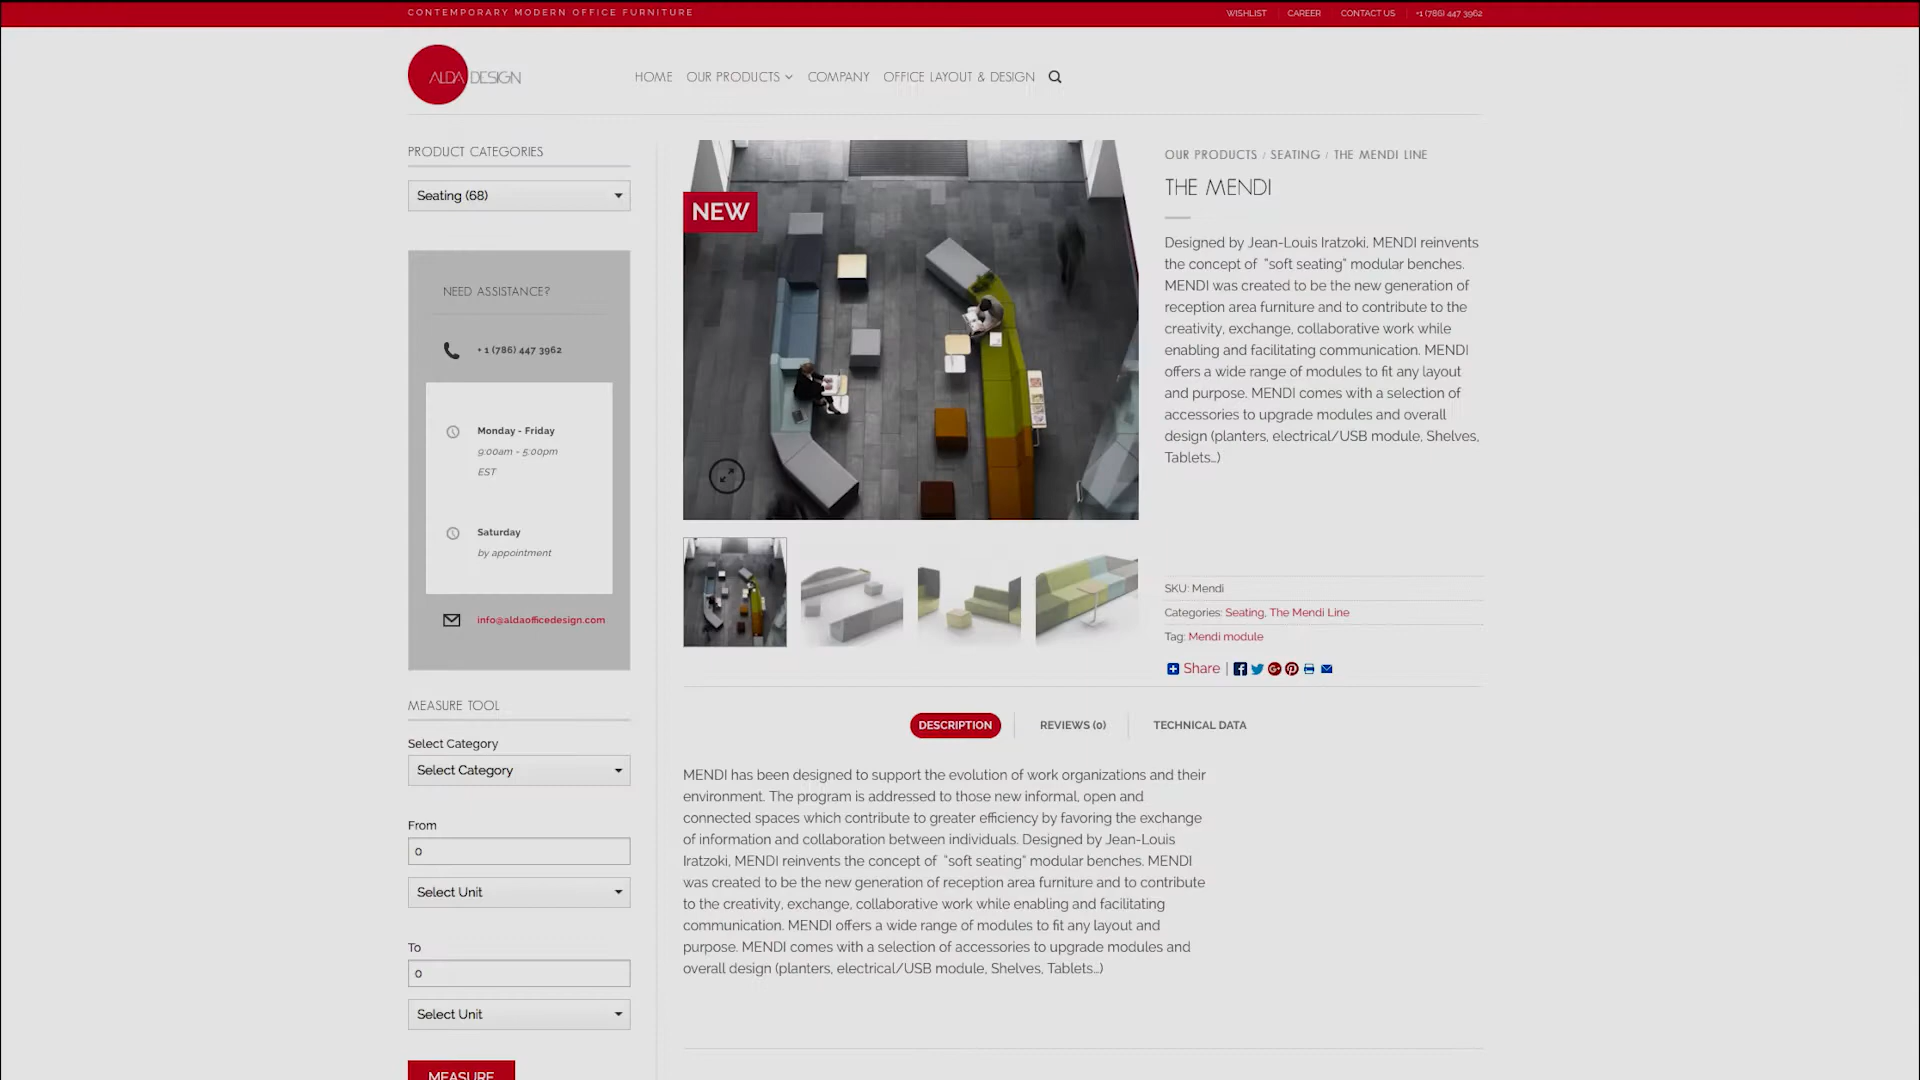 CONTEMPORARY MODERN OFFICE FURNITURE
WISHLIST
CAREER
CONTACT US
+1 (786) 447 3962
ALDA DESIGN
HOME
OUR PRODUCTS
COMPANY
OFFICE LAYOUT & DESIGN
PRODUCT CATEGORIES
Seating (68)
NEED ASSISTANCE?
+ 1 (786) 447 3962
Monday - Friday
9:00am - 5:00pm
EST
Saturday
by appointment
info@aldaofficedesign.com
MEASURE TOOL
Select Category
Select Category
From
0
Select Unit
To
0
Select Unit
MEASURE
NEW
OUR PRODUCTS / SEATING / THE MENDI LINE
THE MENDI
Designed by Jean-Louis Iratzoki, MENDI reinvents
the concept of “soft seating” modular benches.
MENDI was created to be the new generation of
reception area furniture and to contribute to the
creativity, exchange, collaborative work while
enabling and facilitating communication. MENDI
offers a wide range of modules to fit any layout
and purpose. MENDI comes with a selection of
accessories to upgrade modules and overall
design (planters, electrical/USB module, Shelves,
Tablets…)
SKU: Mendi
Categories: Seating, The Mendi Line
Tag: Mendi module
Share |
DESCRIPTION
REVIEWS (0)
TECHNICAL DATA
MENDI has been designed to support the evolution of work organizations and their
environment. The program is addressed to those new informal, open and
connected spaces which contribute to greater efficiency by favoring the exchange
of information and collaboration between individuals. Designed by Jean-Louis
Iratzoki, MENDI reinvents the concept of “soft seating” modular benches. MENDI
was created to be the new generation of reception area furniture and to contribute
to the creativity, exchange, collaborative work while enabling and facilitating
communication. MENDI offers a wide range of modules to fit any layout and
purpose. MENDI comes with a selection of accessories to upgrade modules and
overall design (planters, electrical/USB module, Shelves, Tablets…)